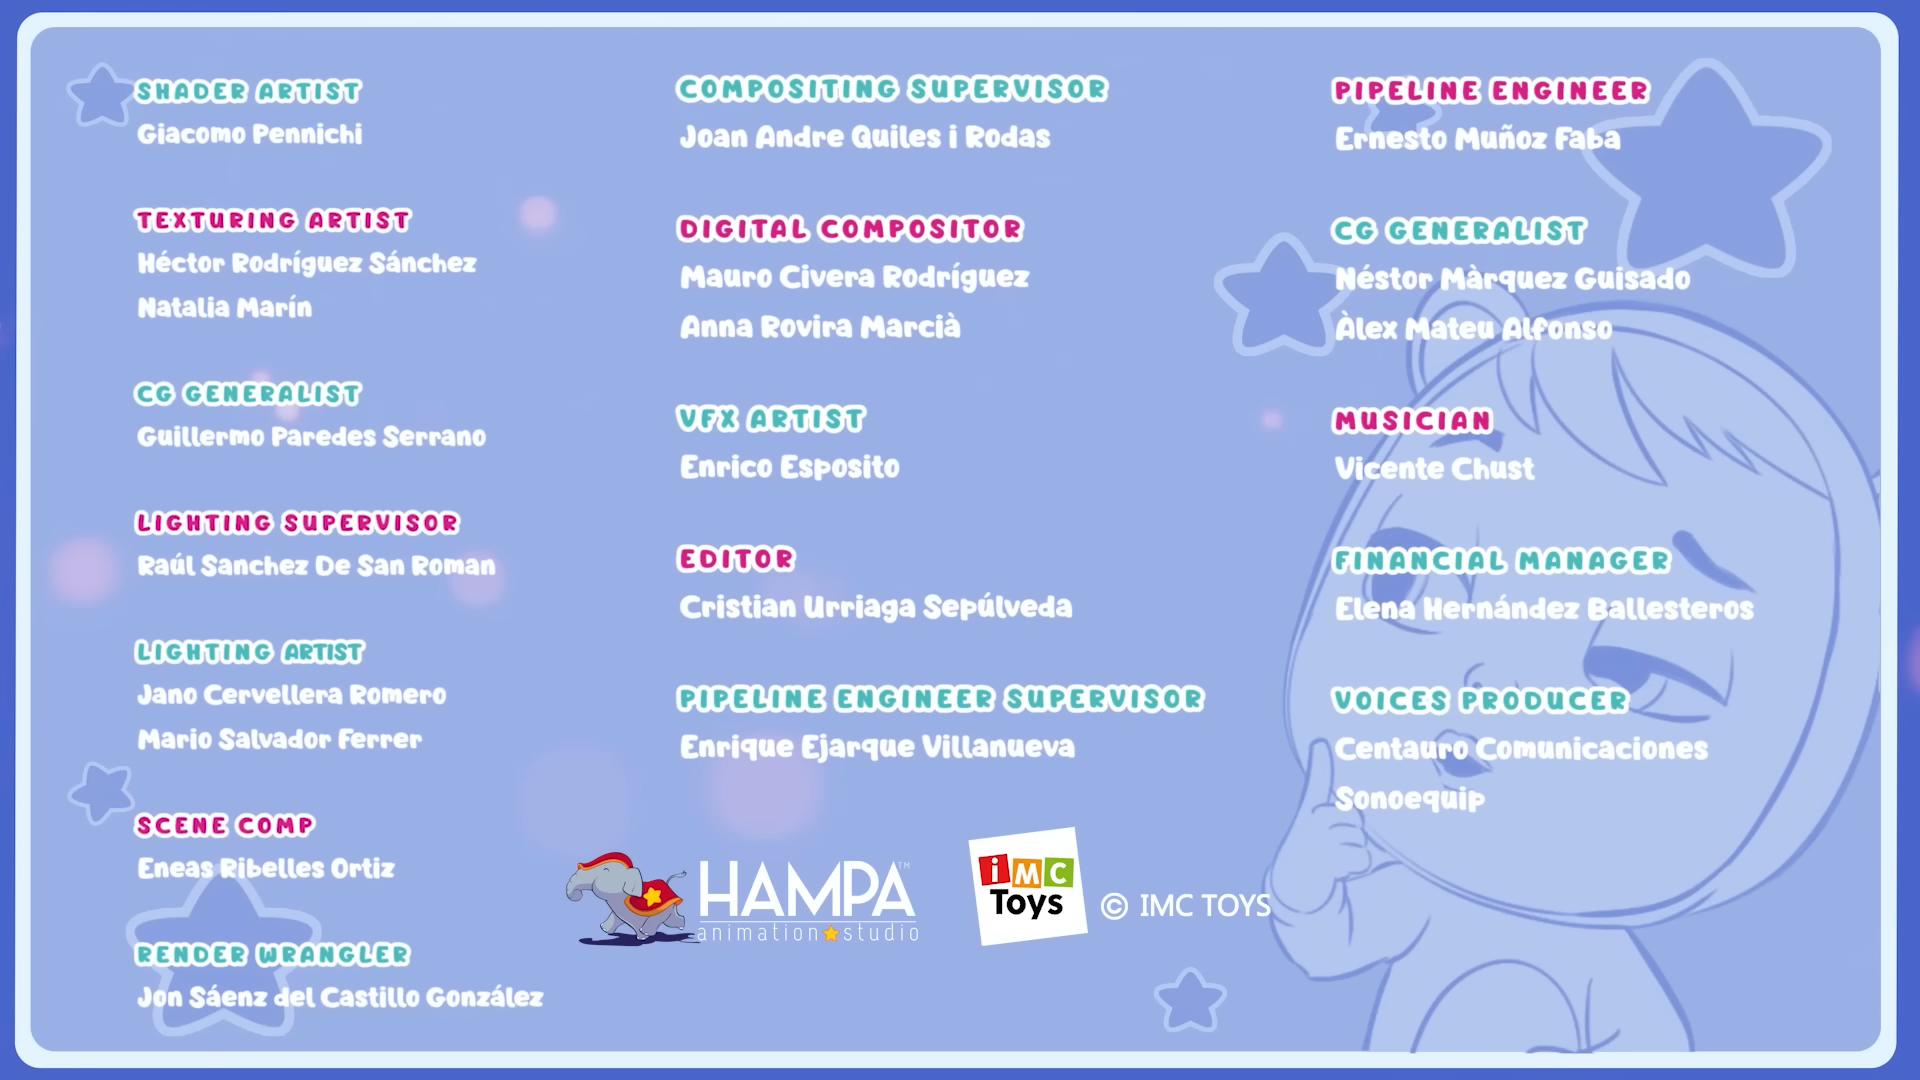 SHADER ARTIST
Giacomo Pennichi
TEXTURING ARTIST
Héctor Rodríguez Sánchez
Natalia Marín
CG GENERALIST
Guillermo Paredes Serrano
LIGHTING SUPERVISOR
Raúl Sanchez De San Roman
LIGHTING ARTIST
Jano Cervellera Romero
Mario Salvador Ferrer
SCENE COMP
Eneas Ribelles Ortiz
RENDER WRANGLER
Jon Sáenz del Castillo González
COMPOSITING SUPERVISOR
Joan Andre Quiles i Rodas
DIGITAL COMPOSITOR
Mauro Civera Rodríguez
Anna Rovira Marcià
VFX ARTIST
Enrico Esposito
EDITOR
Cristian Urriaga Sepúlveda
PIPELINE ENGINEER SUPERVISOR
Enrique Ejarque Villanueva
HAMPA™
animation studio
iMC
Toys
© IMC TOYS
PIPELINE ENGINEER
Ernesto Muñoz Faba
CG GENERALIST
Néstor Màrquez Guisado
Àlex Mateu Alfonso
MUSICIAN
Vicente Chust
FINANCIAL MANAGER
Elena Hernández Ballesteros
VOICES PRODUCER
Centauro Comunicaciones
Sonoequip